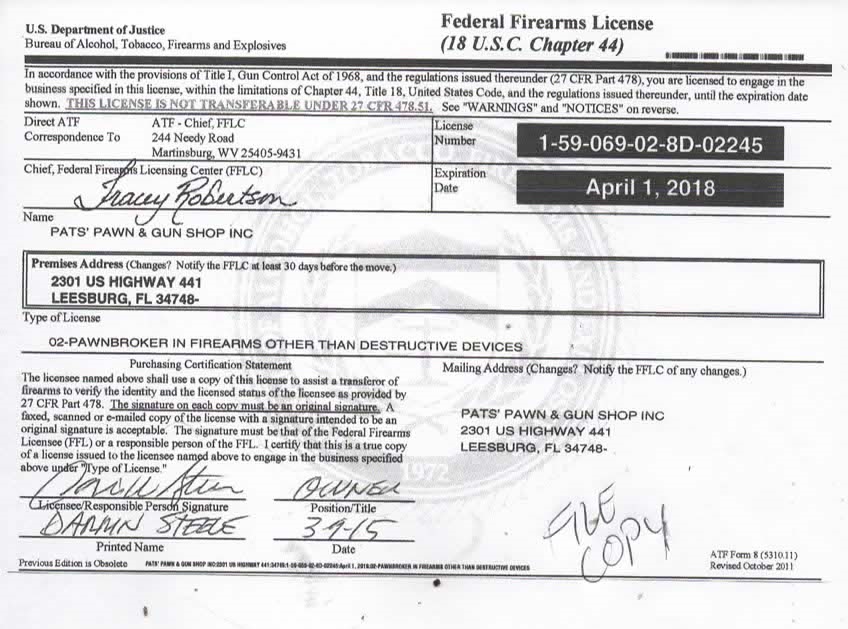 U.S. Department of Justice
Bureau of Alcohol, Tobacco, Firearms and Explosives
Federal Firearms License
(18 U.S.C. Chapter 44)
In accordance with the provisions of Title I, Gun Control Act of 1968, and the regulations issued thereunder (27 CFR Part 478), you are licensed to engage in the
business specified in this license, within the limitations of Chapter 44, Title 18, United States Code, and the regulations issued thereunder, until the expiration date
shown. THIS LICENSE IS NOT TRANSFERABLE UNDER 27 CFR 478.51. See "WARNINGS" and "NOTICES" on reverse.
Direct ATF
Correspondence To
ATF - Chief, FFLC
244 Needy Road
Martinsburg, WV 25405-9431
License
Number
1-59-069-02-8D-02245
Chief, Federal Firearms Licensing Center (FFLC)
Tracey Robertson
Expiration
Date
April 1, 2018
Name
PATS' PAWN & GUN SHOP INC
Premises Address (Changes? Notify the FFLC at least 30 days before the move.)
2301 US HIGHWAY 441
LEESBURG, FL 34748-
Type of License
02-PAWNBROKER IN FIREARMS OTHER THAN DESTRUCTIVE DEVICES
Purchasing Certification Statement
The licensee named above shall use a copy of this license to assist a transferor of
firearms to verify the identity and the licensed status of the licensee as provided by
27 CFR Part 478. The signature on each copy must be an original signature. A
faxed, scanned or e-mailed copy of the license with a signature intended to be an
original signature is acceptable. The signature must be that of the Federal Firearms
Licensee (FFL) or a responsible person of the FFL. I certify that this is a true copy
of a license issued to the licensee named above to engage in the business specified
above under "Type of License."
Mailing Address (Changes? Notify the FFLC of any changes.)
PATS' PAWN & GUN SHOP INC
2301 US HIGHWAY 441
LEESBURG, FL 34748-
1972
OWNER
Licensee/Responsible Person Signature
Position/Title
STEELE
3-9-15
Printed Name
Date
FILE
COPY
ATF Form 8 (5310.11)
Revised October 2011
Previous Edition is Obsolete
PATS' PAWN & GUN SHOP INC:2301 US HIGHWAY 441:34748:1-59-069-02-8D-02245:April 1, 2018:02-PAWNBROKER IN FIREARMS OTHER THAN DESTRUCTIVE DEVICES